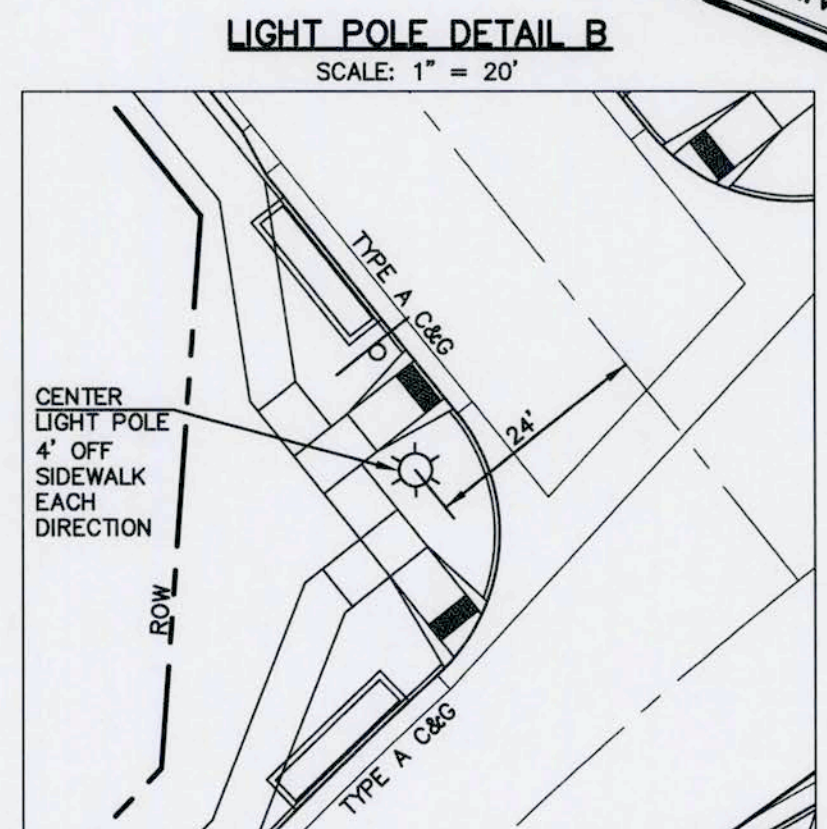 LIGHT POLE DETAIL B
SCALE: 1" = 20'
TYPE A C&G
CENTER
LIGHT POLE
4' OFF
SIDEWALK
EACH
DIRECTION
24'
ROW
TYPE A C&G